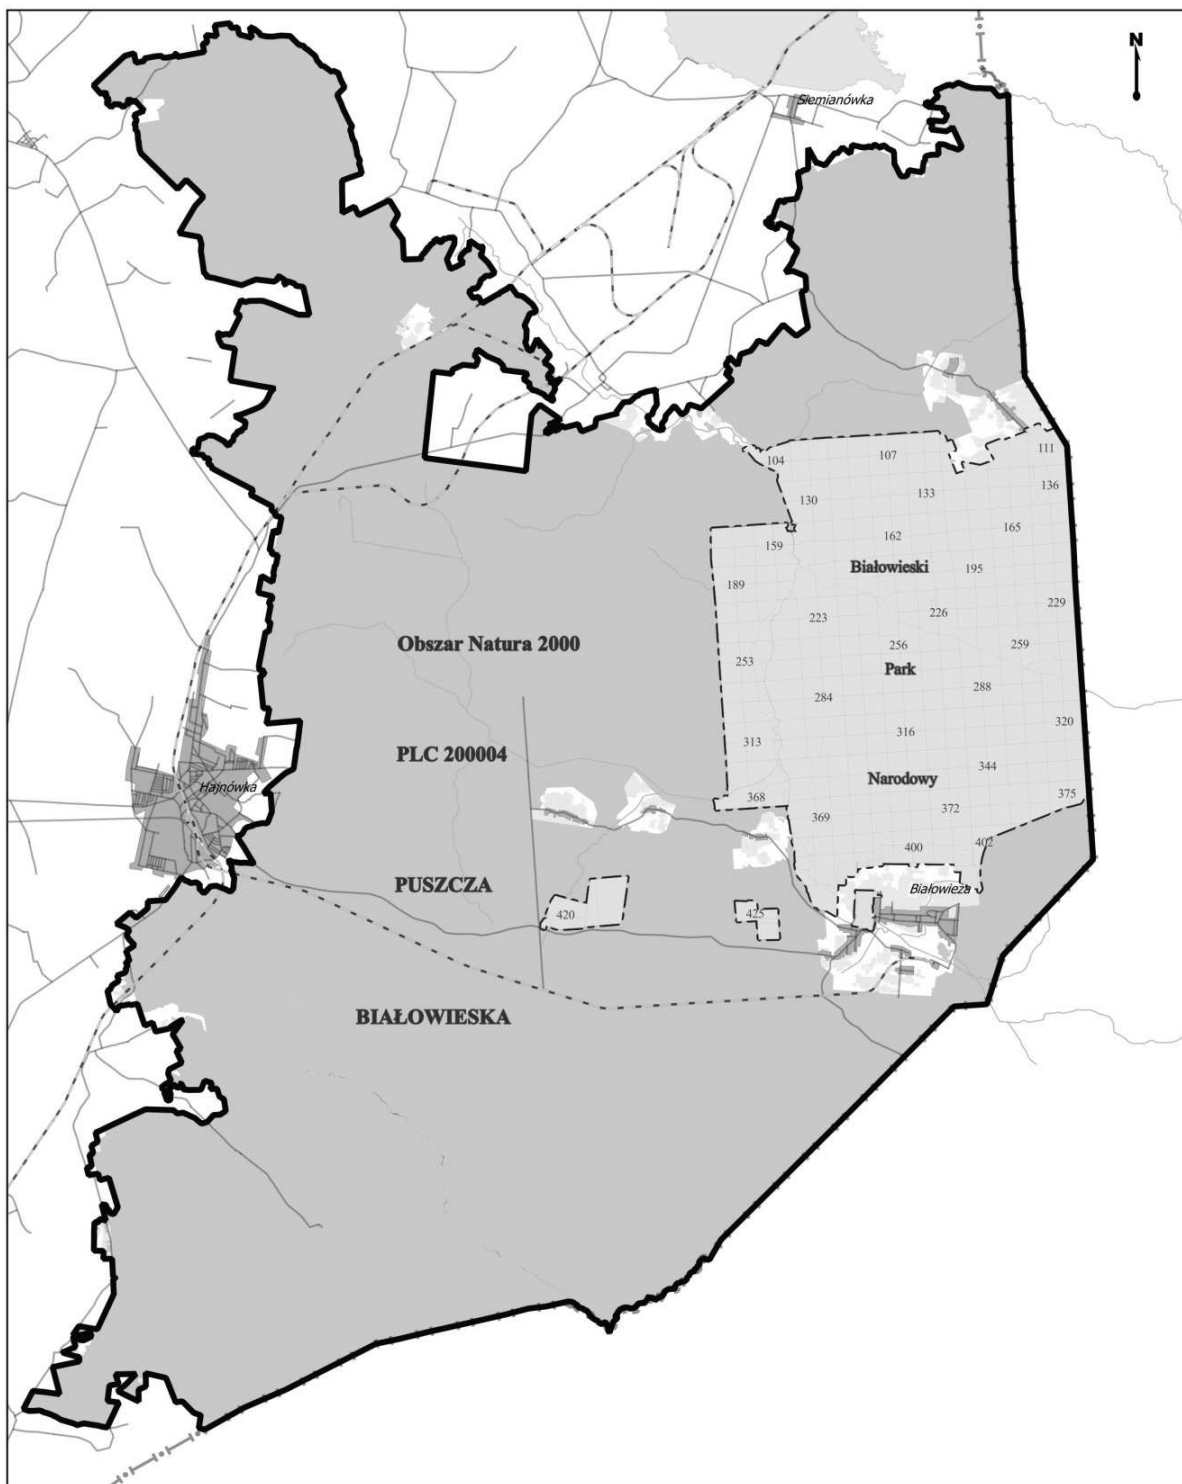 N
Siemianówka
104
107
111
130
133
136
159
162
165
Białowieski
195
189
223
226
229
Obszar Natura 2000
253
256
259
Park
284
288
313
316
320
PLC 200004
344
Narodowy
Hajnówka
368
369
372
375
400
402
PUSZCZA
Białowieża
420
425
BIAŁOWIESKA